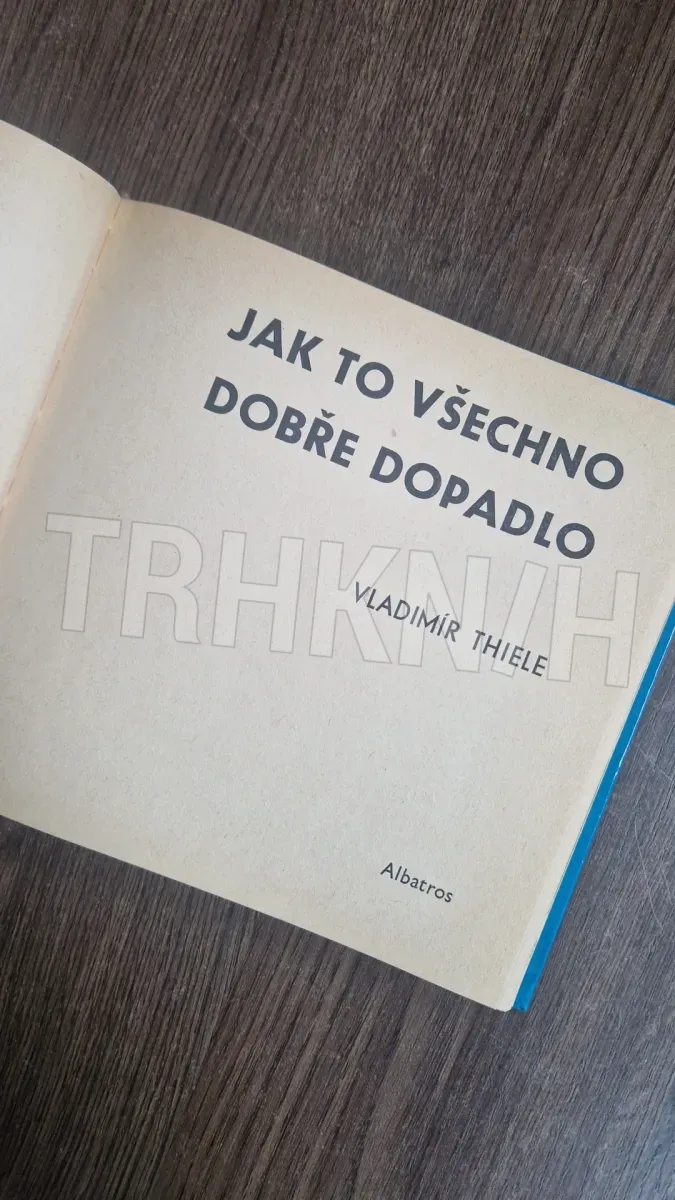 JAK TO VŠECHNO
DOBŘE DOPADLO
TRHKNIH
VLADIMÍR THIELE
Albatros